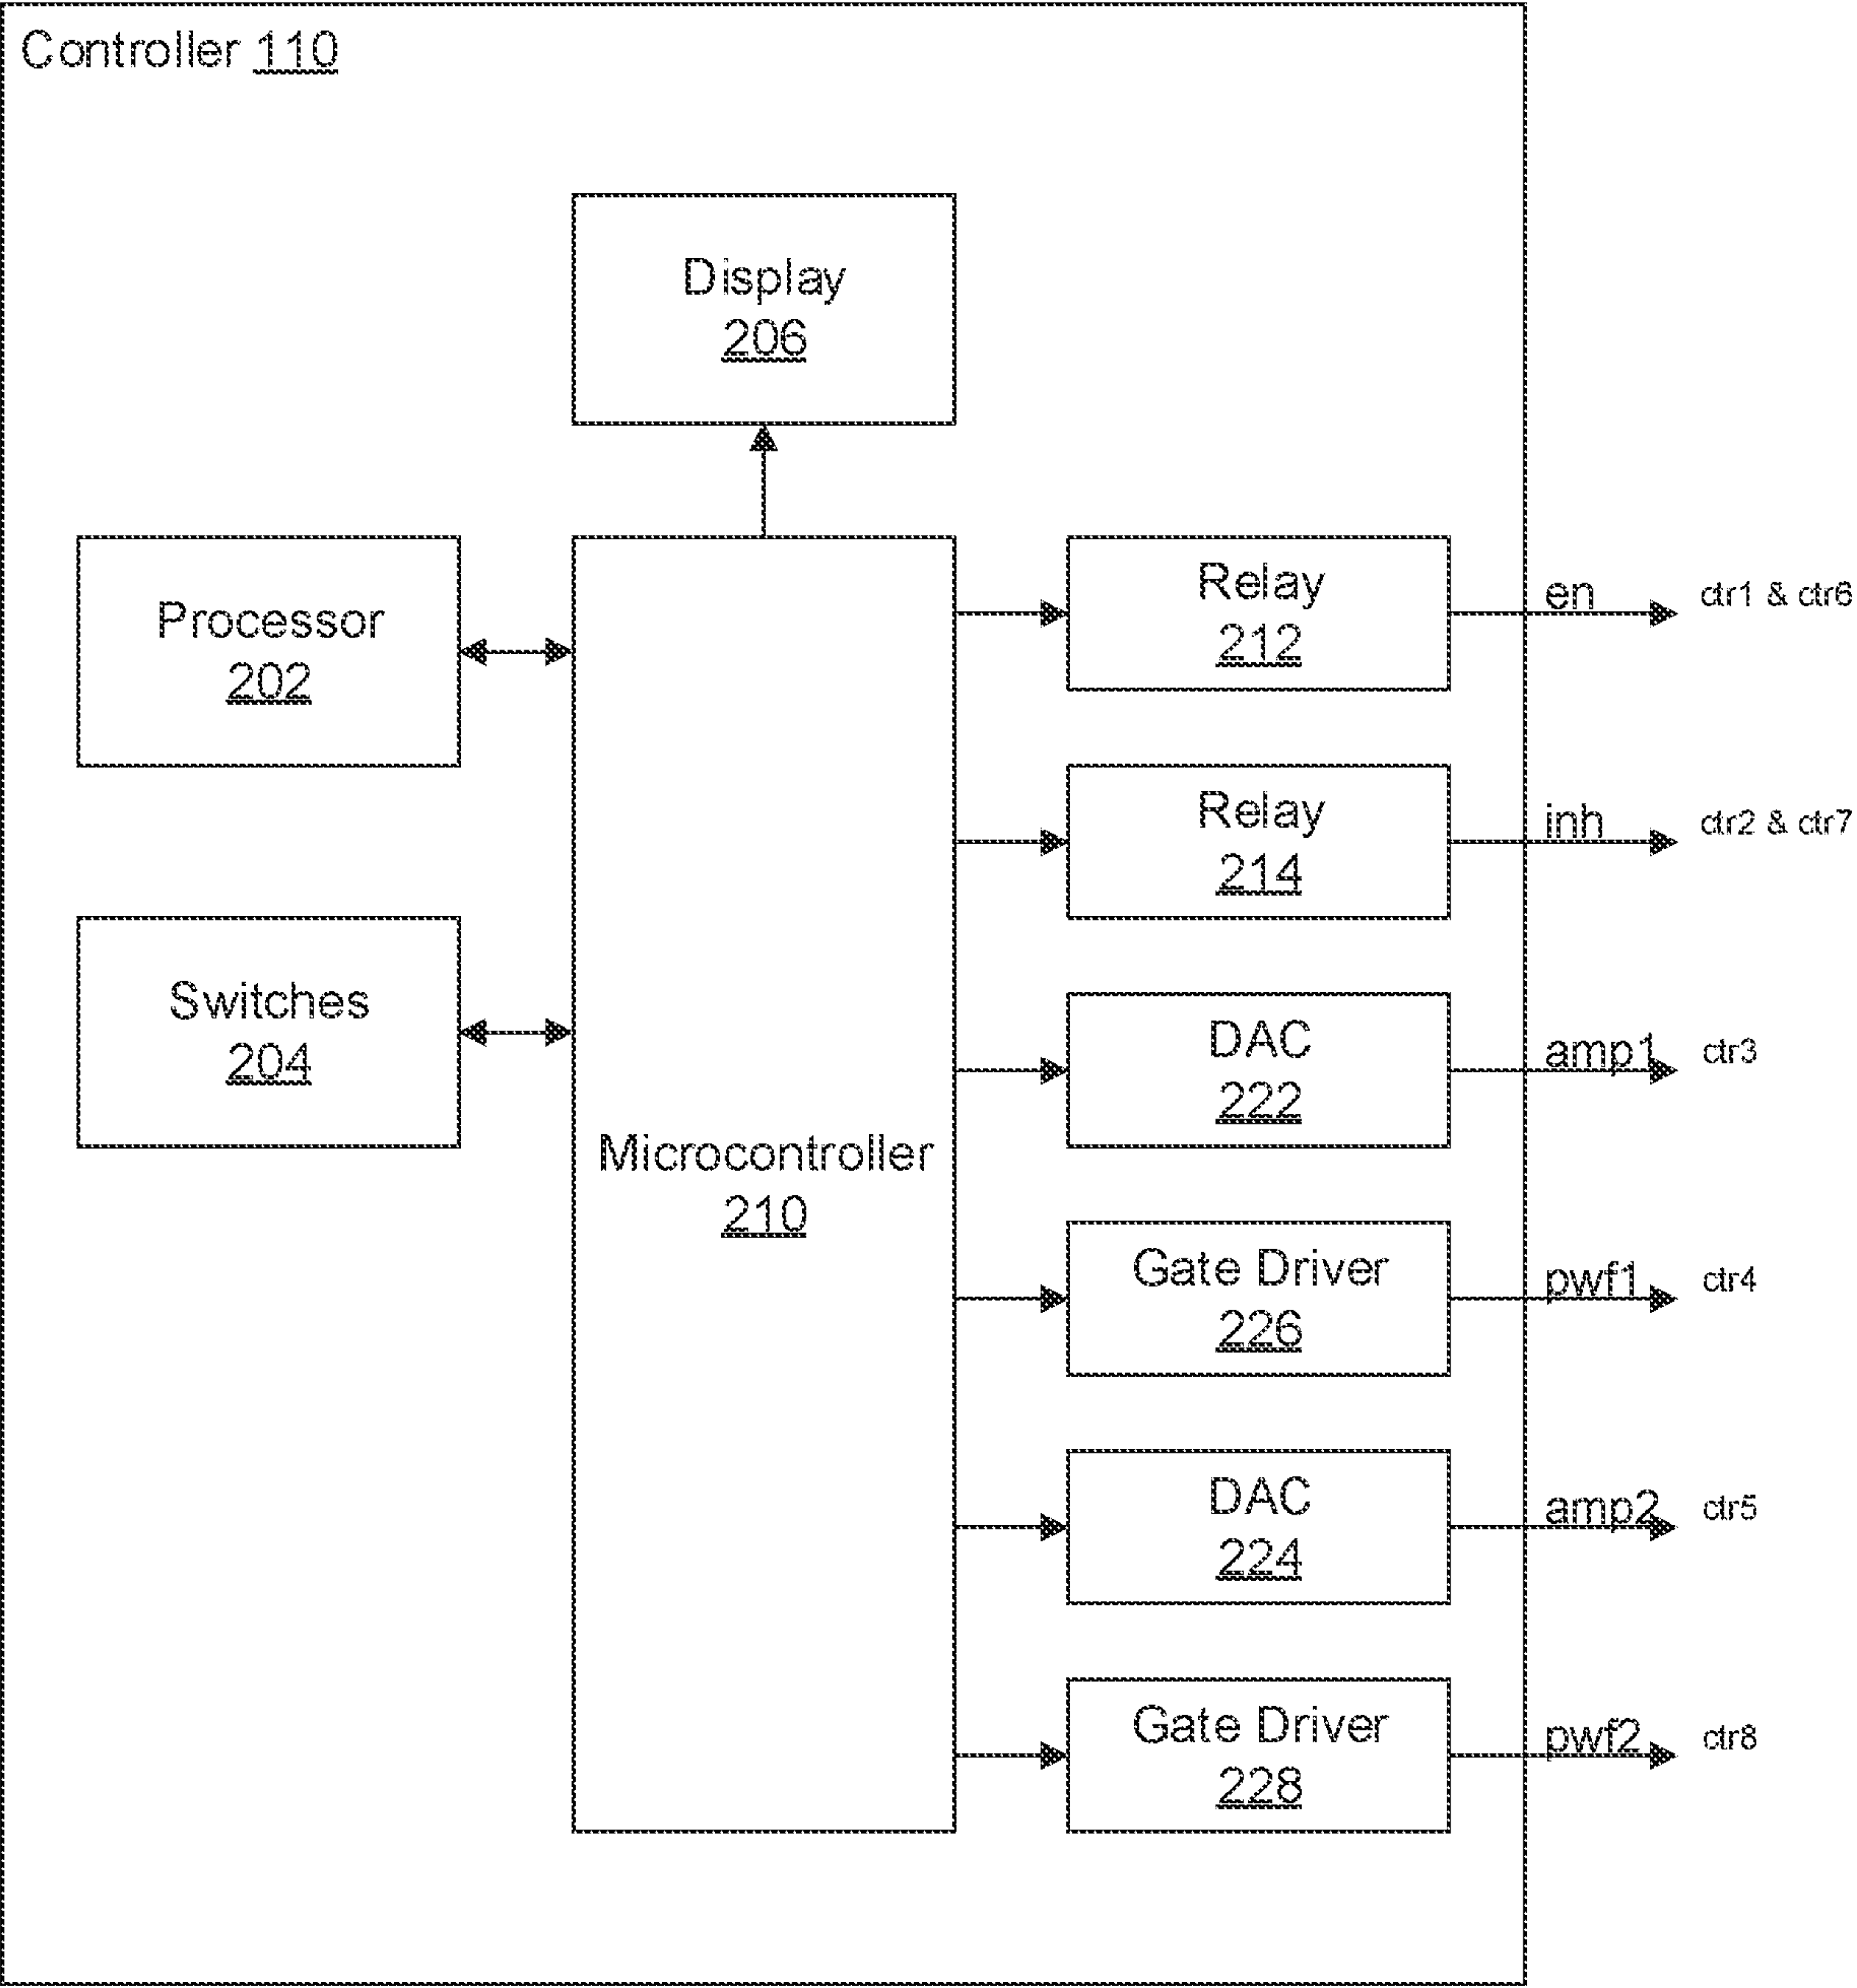 Controller 110
Display
206
Processor
202
Switches
204
Microcontroller
210
Relay
212
en
ctr1 & ctr6
Relay
214
inh
ctr2 & ctr7
DAC
222
amp1
ctr3
Gate Driver
226
pwf1
ctr4
DAC
224
amp2
ctr5
Gate Driver
228
pwf2
ctr8